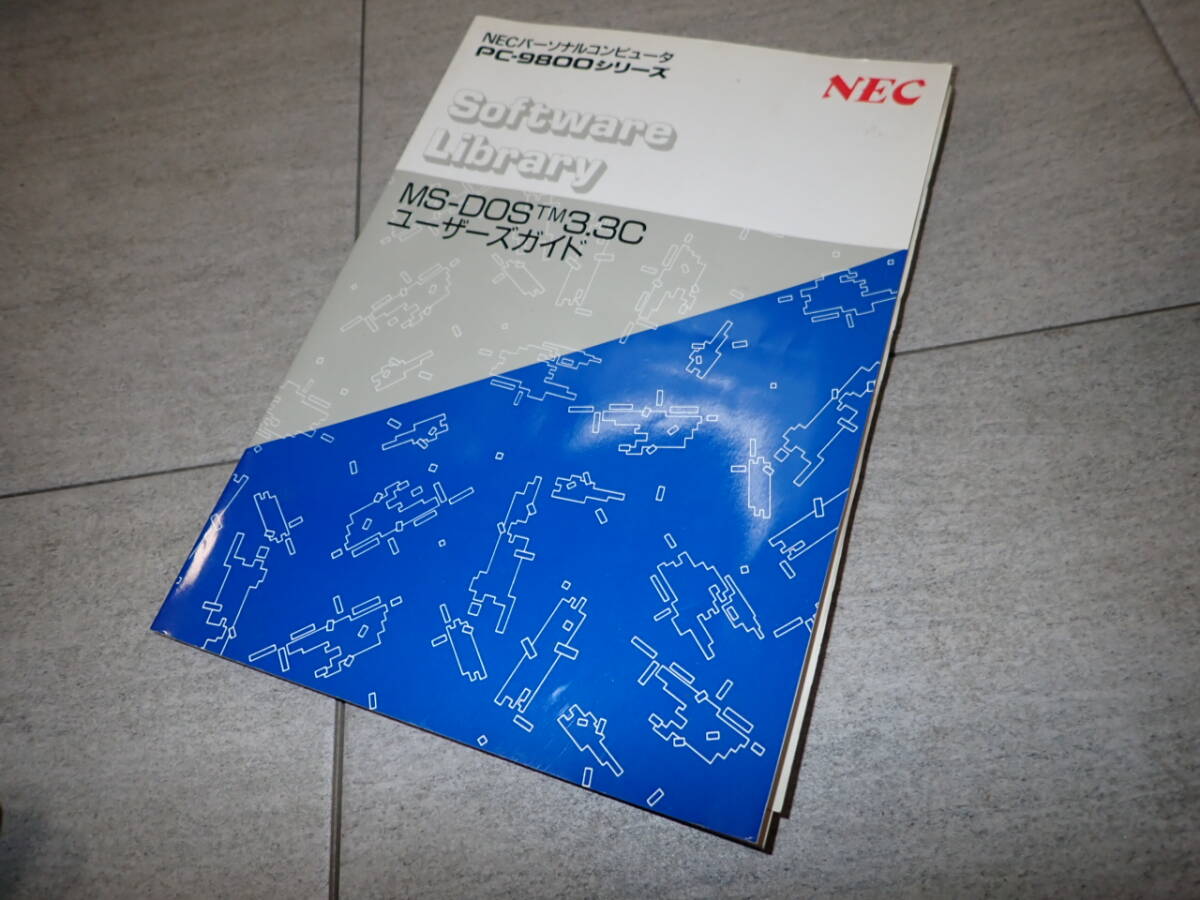 NECパーソナルコンピュータ
PC-9800シリーズ
NEC
Software
Library
MS-DOS™3.3C
ユーザーズガイド